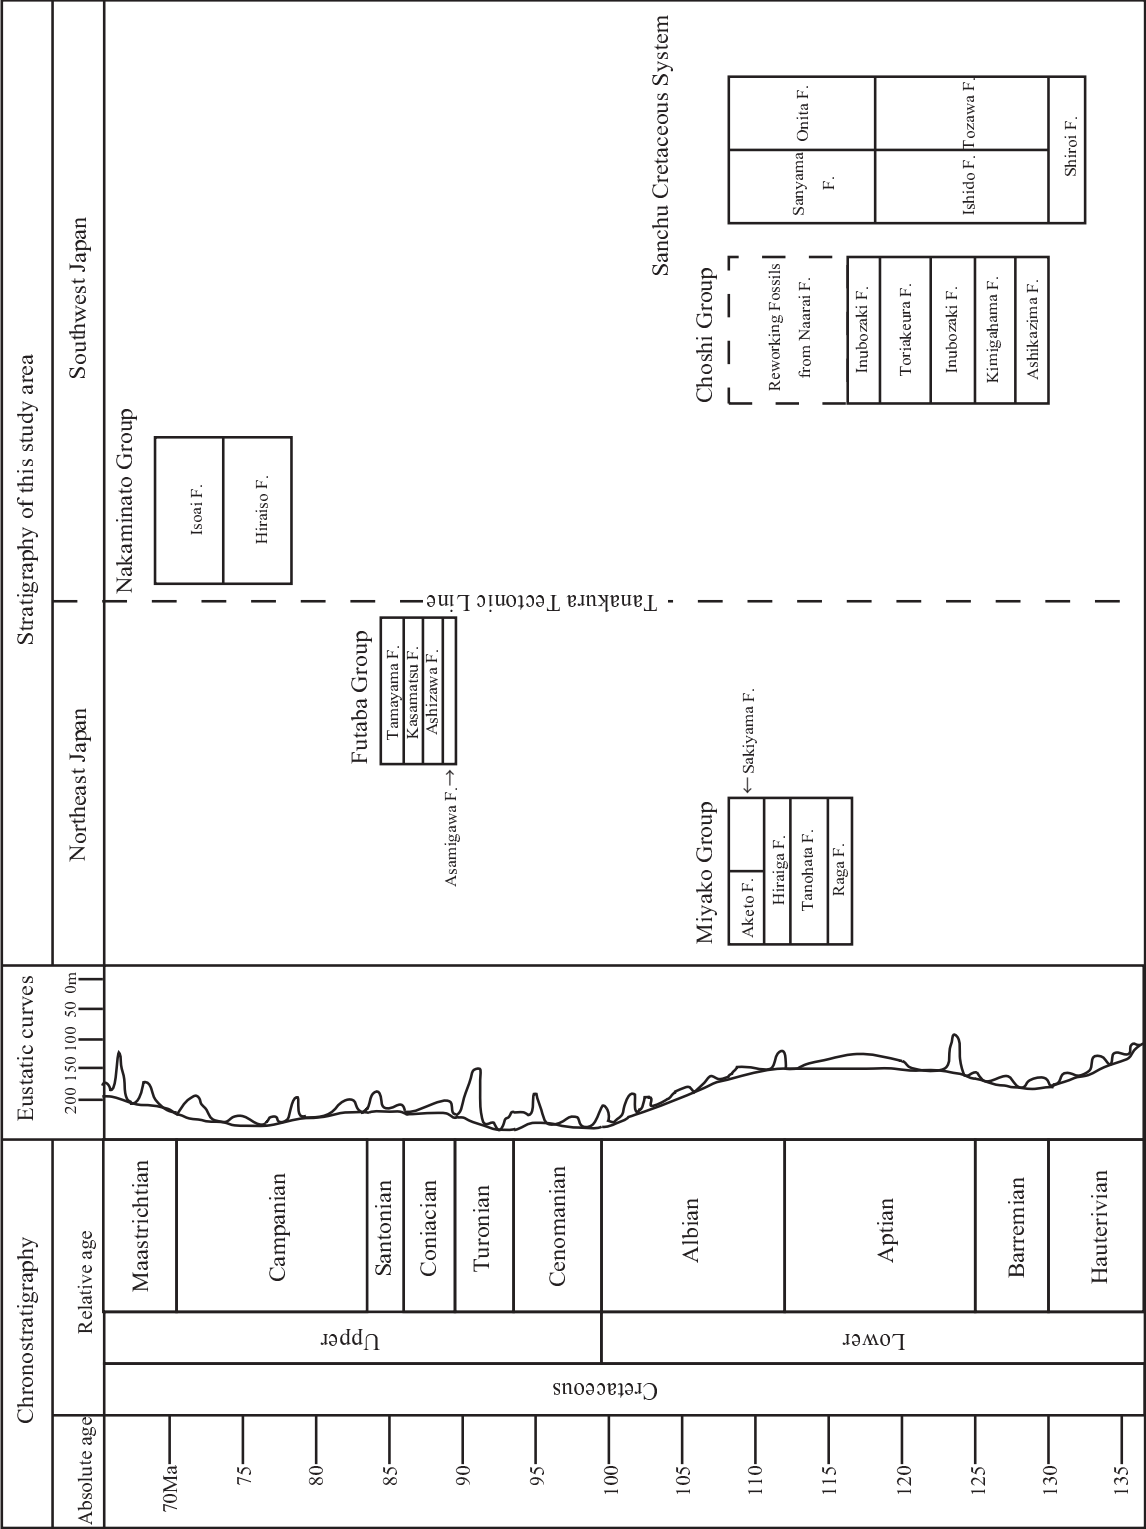 Chronostratigraphy
Eustatic curves
Stratigraphy of this study area
Absolute age
Relative age
200 150 100 50 0m
Northeast Japan
Southwest Japan
70Ma
75
80
85
90
95
100
105
110
115
120
125
130
135
Cretaceous
Upper
Lower
Maastrichtian
Campanian
Santonian
Coniacian
Turonian
Cenomanian
Albian
Aptian
Barremian
Hauterivian
Miyako Group
Aketo F.
← Sakiyama F.
Hiraiga F.
Tanohata F.
Raga F.
Futaba Group
Tamayama F.
Kasamatsu F.
Ashizawa F.
Asamigawa F. →
Tanakura Tectonic Line
Nakaminato Group
Isoai F.
Hiraiso F.
Choshi Group
Reworking Fossils
from Naarai F.
Inubozaki F.
Toriakeura F.
Inubozaki F.
Kimigahama F.
Ashikazima F.
Sanchu Cretaceous System
Sanyama
F.
Onita F.
Ishido F.
Tozawa F.
Shiroi F.